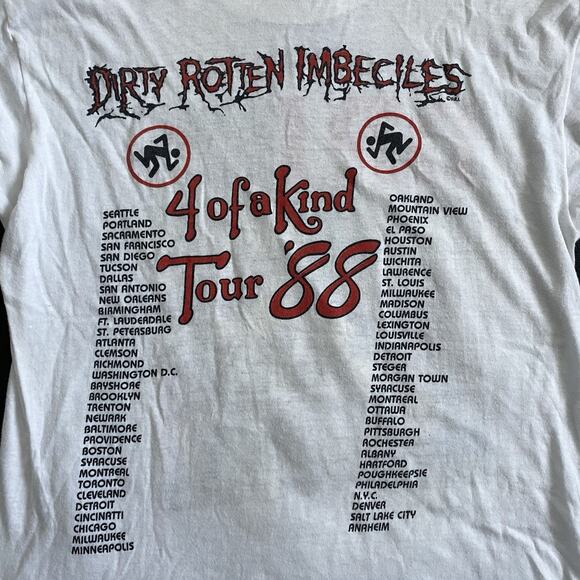 DIRTY ROTTEN IMBECILES
©D.R.I.
4 of a Kind
Tour '88
SEATTLE
PORTLAND
SACRAMENTO
SAN FRANCISCO
SAN DIEGO
TUCSON
DALLAS
SAN ANTONIO
NEW ORLEANS
BIRMINGHAM
FT. LAUDERDALE
ST. PETERSBURG
ATLANTA
CLEMSON
RICHMOND
WASHINGTON D.C.
BAYSHORE
BROOKLYN
TRENTON
NEWARK
BALTIMORE
PROVIDENCE
BOSTON
SYRACUSE
MONTREAL
TORONTO
CLEVELAND
DETROIT
CINCINATTI
CHICAGO
MILWAUKEE
MINNEAPOLIS
OAKLAND
MOUNTAIN VIEW
PHOENIX
EL PASO
HOUSTON
AUSTIN
WICHITA
LAWRENCE
ST. LOUIS
MILWAUKEE
MADISON
COLUMBUS
LEXINGTON
LOUISVILLE
INDIANAPOLIS
DETROIT
STEGER
MORGAN TOWN
SYRACUSE
MONTREAL
OTTAWA
BUFFALO
PITTSBURGH
ROCHESTER
ALBANY
HARTFORD
POUGHKEEPSIE
PHILADELPHIA
N.Y.C.
DENVER
SALT LAKE CITY
ANAHEIM